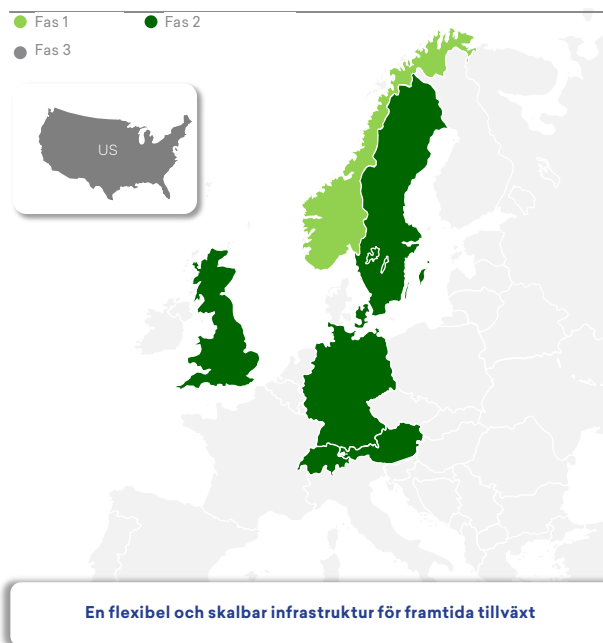 Fas 1
Fas 2
Fas 3
US
En flexibel och skalbar infrastruktur för framtida tillväxt